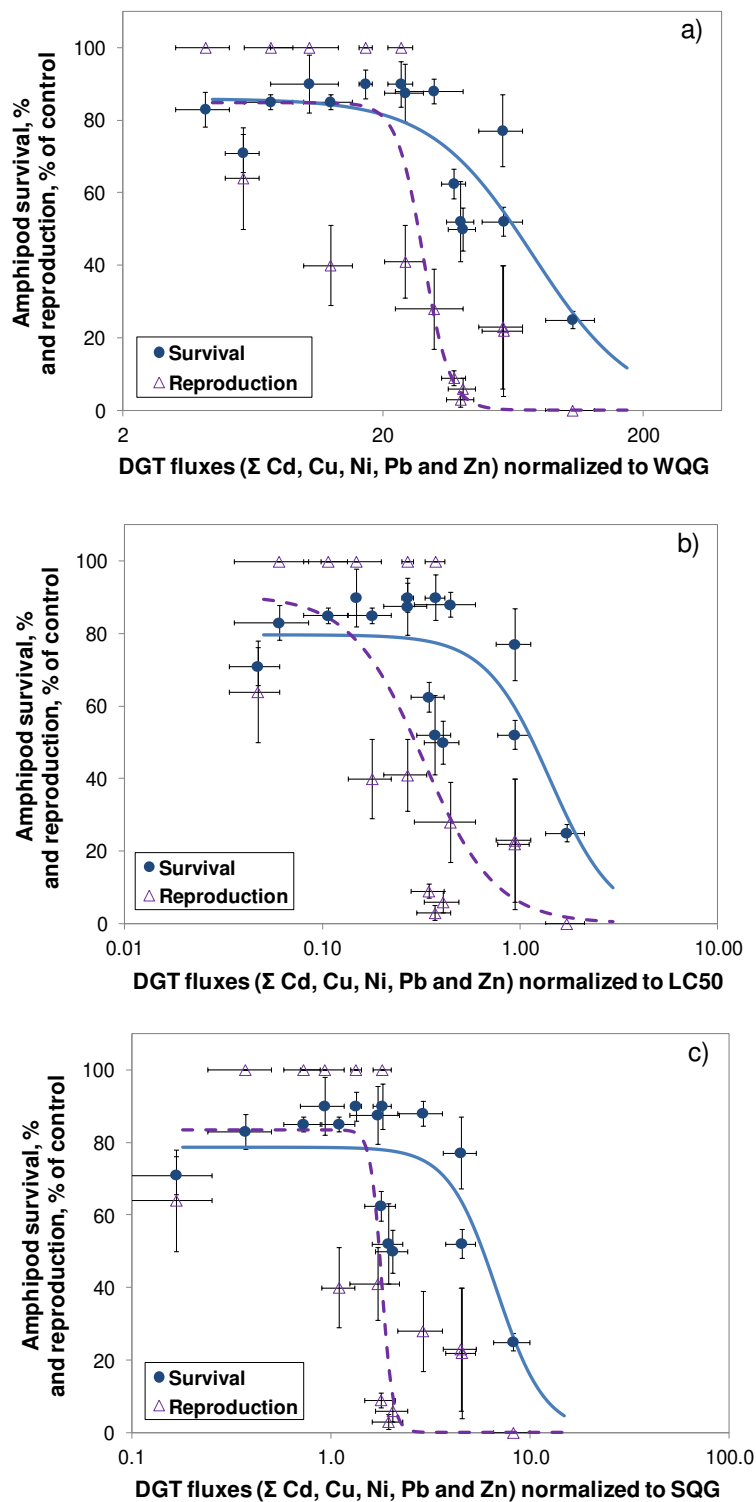 a)
100
80
60
40
20
0
Amphipod survival, %
and reproduction, % of control
Survival
Reproduction
2 20 200
DGT fluxes (Σ Cd, Cu, Ni, Pb and Zn) normalized to WQG
b)
100
80
60
40
20
0
Amphipod survival, %
and reproduction, % of control
Survival
Reproduction
0.01 0.10 1.00 10.00
DGT fluxes (Σ Cd, Cu, Ni, Pb and Zn) normalized to LC50
c)
100
80
60
40
20
0
Amphipod survival, %
and reproduction, % of control
Survival
Reproduction
0.1 1.0 10.0 100.0
DGT fluxes (Σ Cd, Cu, Ni, Pb and Zn) normalized to SQG